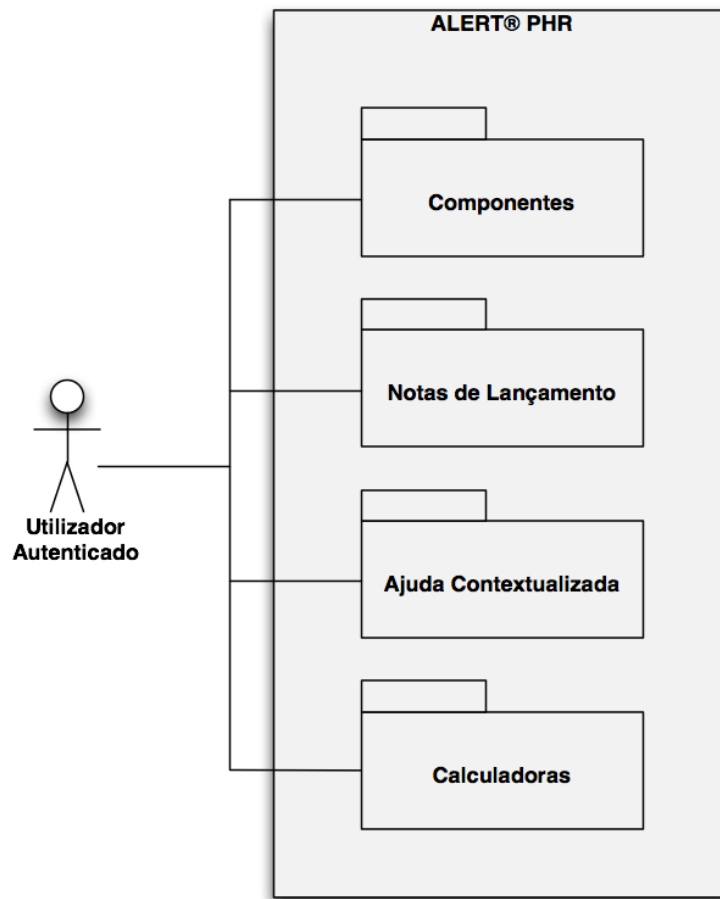 ALERT® PHR
Componentes
Notas de Lançamento
Utilizador
Autenticado
Ajuda Contextualizada
Calculadoras